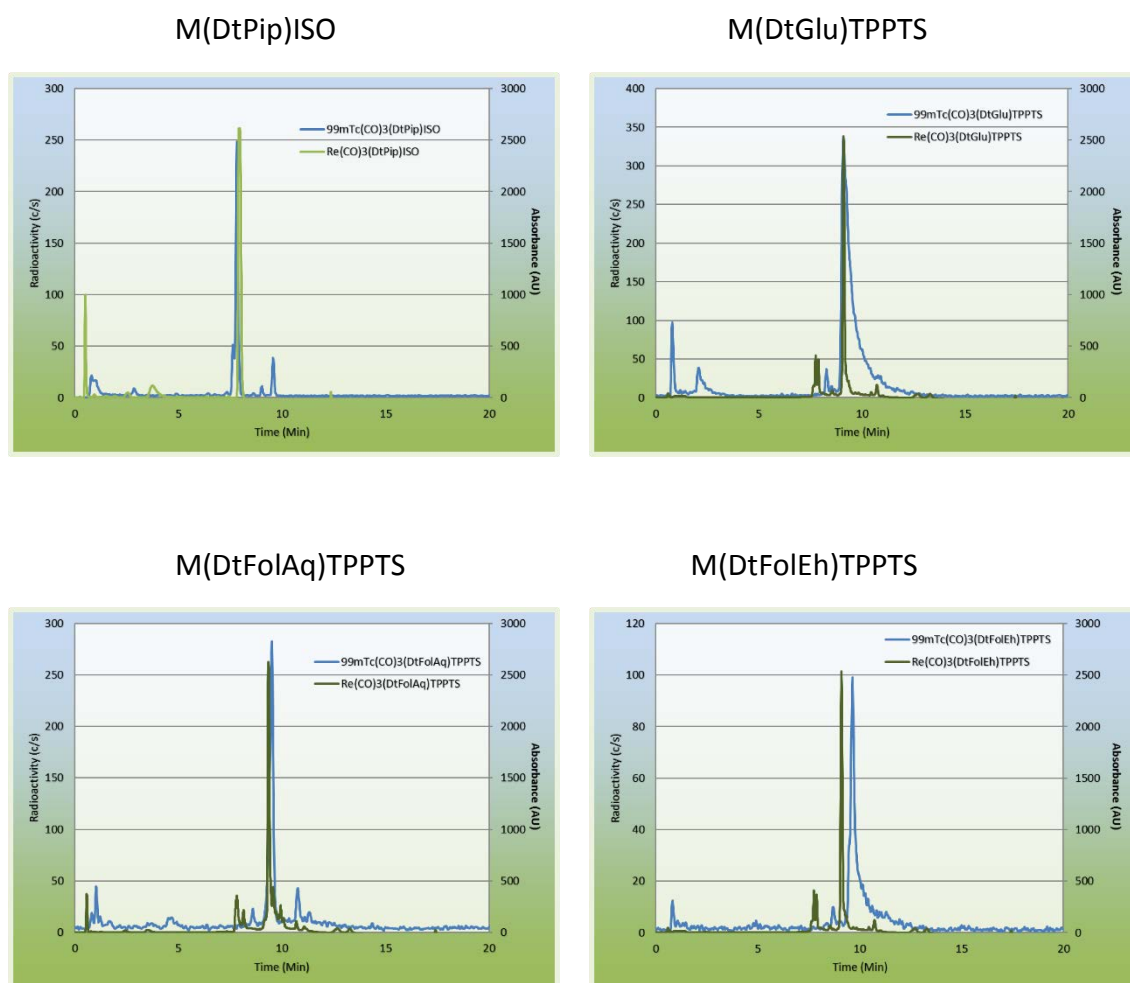 M(DtPip)ISO
M(DtGlu)TPPTS
300
250
200
150
100
50
0
Radioactivity (c/s)
99mTc(CO)3(DtPip)ISO
Re(CO)3(DtPip)ISO
3000
2500
2000
1500
1000
500
0
Absorbance (AU)
0 5 10 15 20
Time (Min)
400
350
300
250
200
150
100
50
0
Radioactivity (c/s)
99mTc(CO)3(DtGlu)TPPTS
Re(CO)3(DtGlu)TPPTS
3000
2500
2000
1500
1000
500
0
Absorbance (AU)
0 5 10 15 20
Time (Min)
M(DtFolAq)TPPTS
M(DtFolEh)TPPTS
300
250
200
150
100
50
0
Radioactivity (c/s)
99mTc(CO)3(DtFolAq)TPPTS
Re(CO)3(DtFolAq)TPPTS
3000
2500
2000
1500
1000
500
0
Absorbance (AU)
0 5 10 15 20
Time (Min)
120
100
80
60
40
20
0
Radioactivity (c/s)
99mTc(CO)3(DtFolEh)TPPTS
Re(CO)3(DtFolEh)TPPTS
3000
2500
2000
1500
1000
500
0
Absorbance (AU)
0 5 10 15 20
Time (Min)